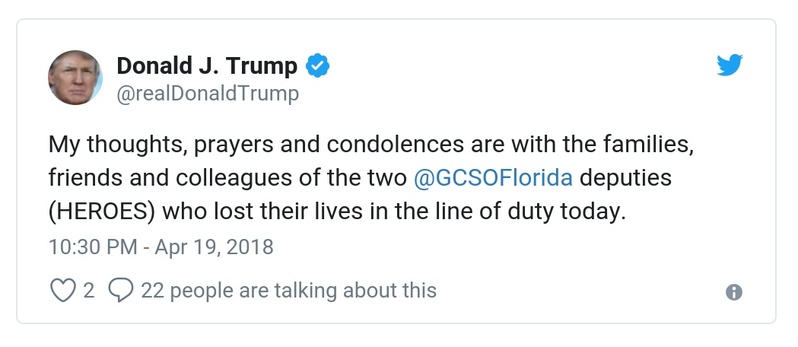 Donald J. Trump
@realDonaldTrump
My thoughts, prayers and condolences are with the families,
friends and colleagues of the two @GCSOFlorida deputies
(HEROES) who lost their lives in the line of duty today.
10:30 PM - Apr 19, 2018
2 22 people are talking about this